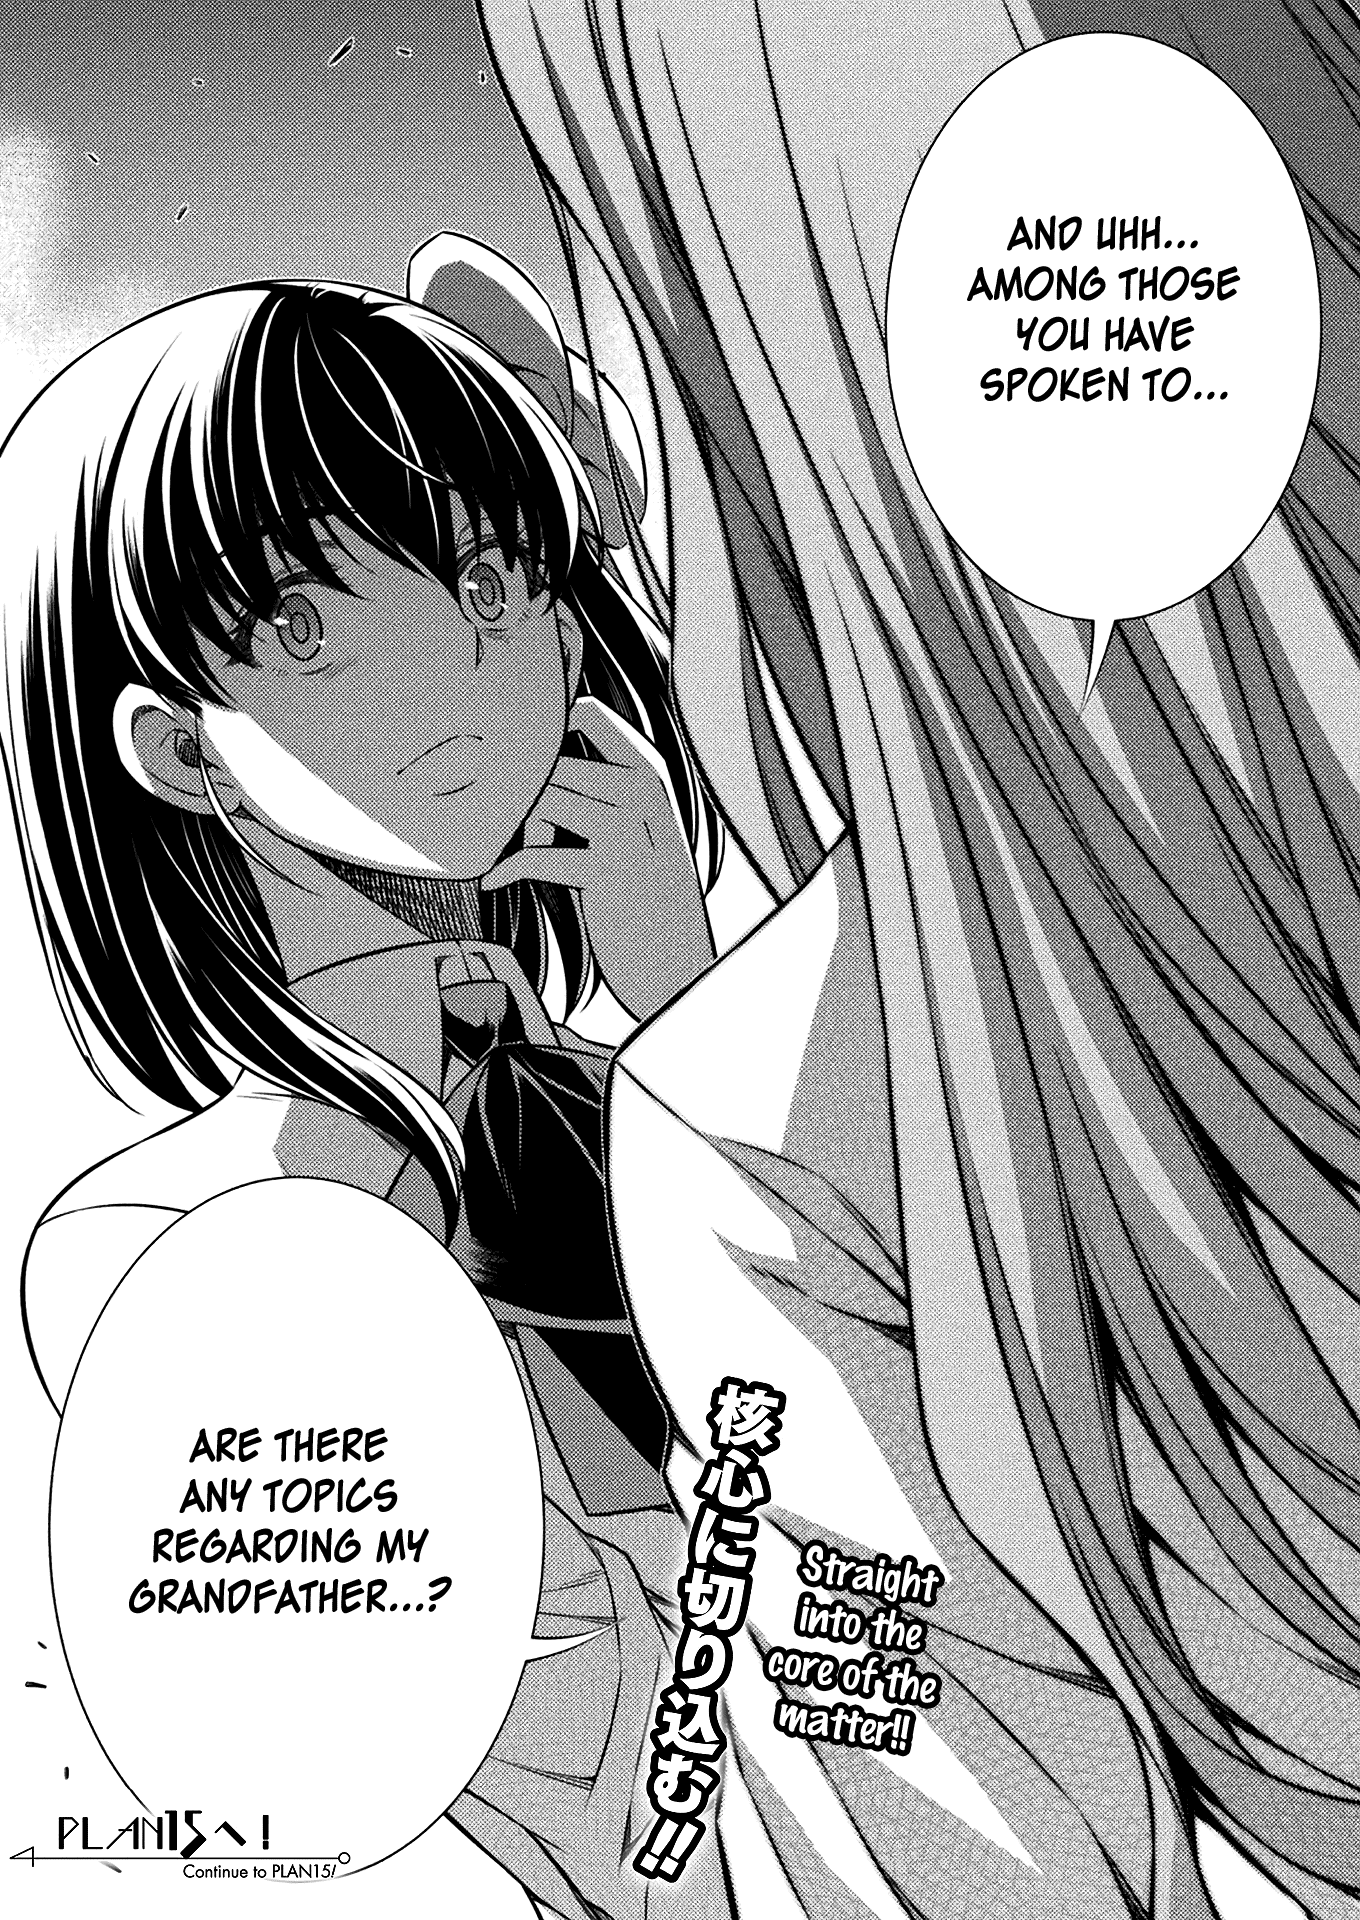 AND UHH...
AMONG THOSE
YOU HAVE
SPOKEN TO...
ARE THERE
ANY TOPICS
REGARDING MY
GRANDFATHER...?
核心に切り込む!!
Straight
into the
core of the
matter!!
PLAN15へ!
Continue to PLAN15!